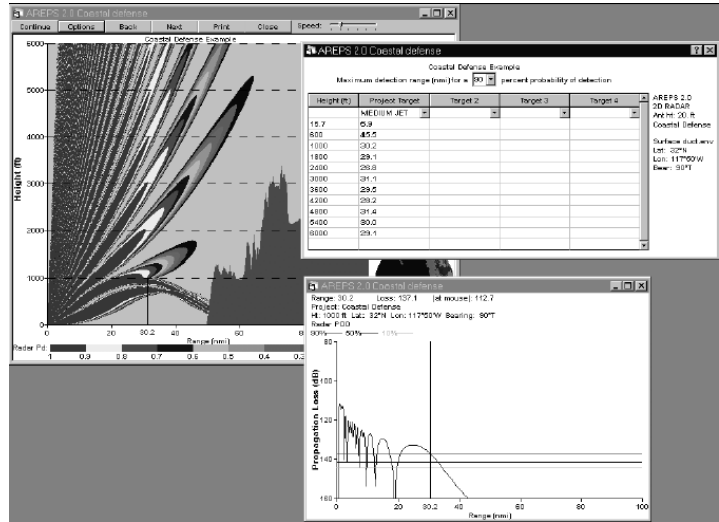 AREPS 2.0 Coastal defense
Continue Options Back Next Print Close Speed:
Coastal Defense Example
Height (ft)
6000
5000
4000
3000
2000
1000
0
0 20 30.2 40 60 8
Range (nmi)
Radar Pd:
1 0.9 0.8 0.7 0.6 0.5 0.4 0.3
AREPS 2.0 Coastal defense
Coastal Defense Example
Maximum detection range (nmi) for a 90 percent probability of detection
Height (ft) Project Target Target 2 Target 3 Target 4
MEDIUM JET
16.7 6.9
600 45.5
1000 30.2
1800 29.1
2400 26.8
3000 31.1
3600 29.5
4200 28.2
4800 31.4
5400 30.0
6000 29.1
AREPS 2.0
2D RADAR
Ant Ht: 20. ft
Coastal Defense
Surface duct.env
Lat: 32°N
Lon: 117°50'W
Bear: 90°T
AREPS 2.0 Coastal defense
Range: 30.2 Loss: 137.1 (at mouse): 112.7
Project: Coastal Defense
Ht: 1000 ft Lat: 32°N Lon: 117°50'W Bearing: 90°T
Radar POD
90% 50% 10%
Propagation Loss (dB)
80
100
120
140
160
0 20 30.2 40 60 80 100
Range (nmi)